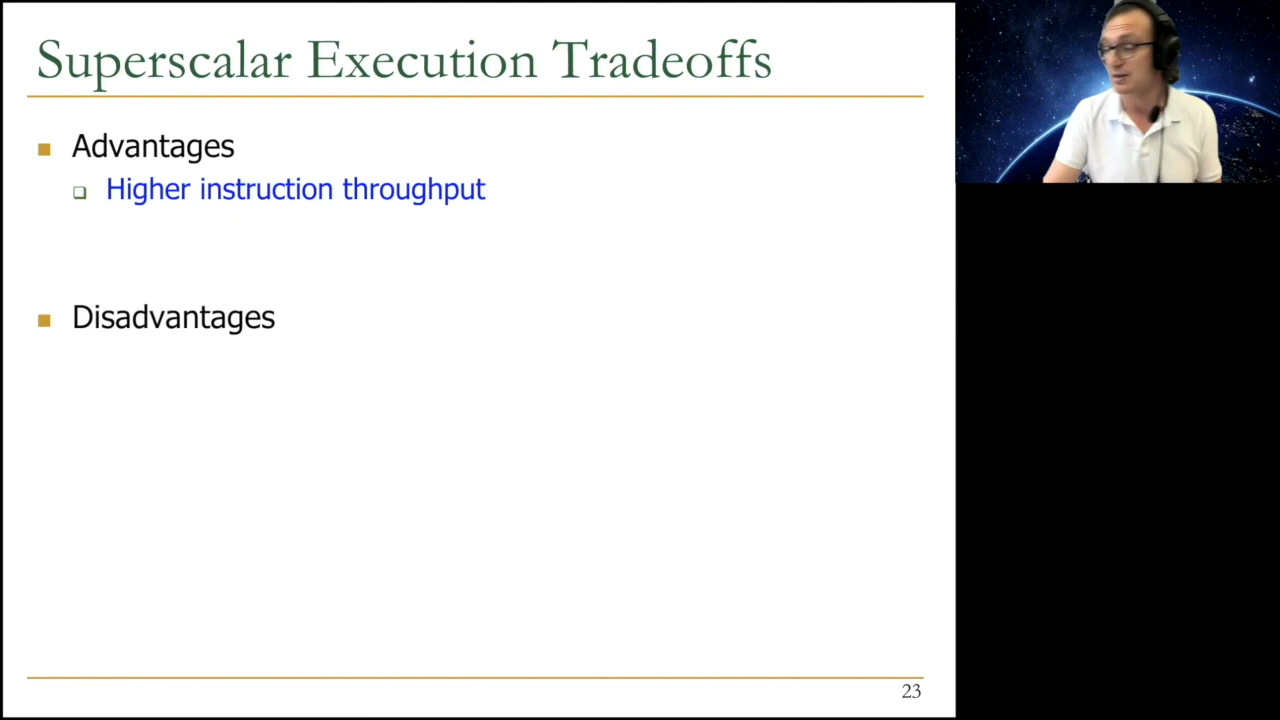 Superscalar Execution Tradeoffs
Advantages
Higher instruction throughput
Disadvantages
23